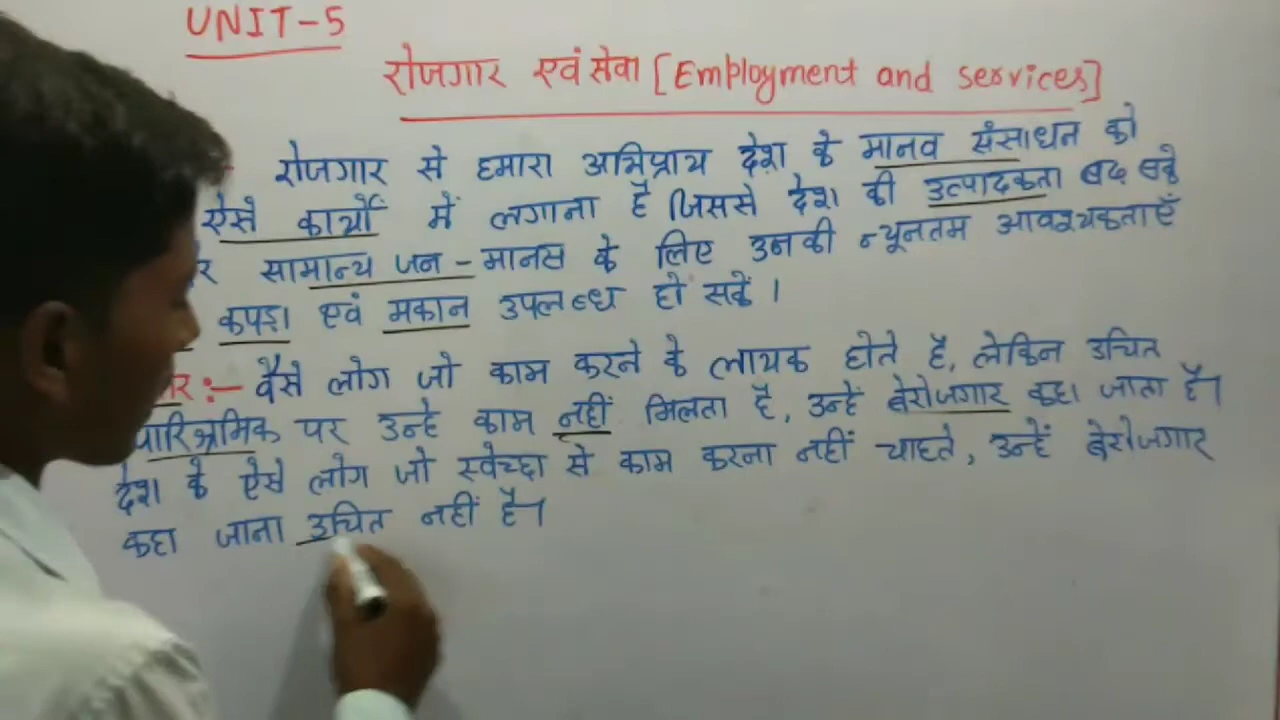 UNIT-5
रोजगार एवं सेवा [Employment and services]
रोजगार से हमारा अभिप्राय देश के मानव संसाधन को
ऐसे कार्यों में लगाना है जिससे देश की उत्पादकता बढ़ सके
सामान्य जन-मानस के लिए उनकी न्यूनतम आवश्यकताएँ
कपड़ा एवं मकान उपलब्ध हो सकें।
:- वैसे लोग जो काम करने के लायक होते है, लेकिन उचित
पारिश्रमिक पर उन्हे काम नहीं मिलता है, उन्हें बेरोजगार कहा जाता है।
देश के ऐसे लोग जो स्वेच्छा से काम करना नहीं चाहते, उन्हें बेरोजगार
कहा जाना उचित नहीं है।